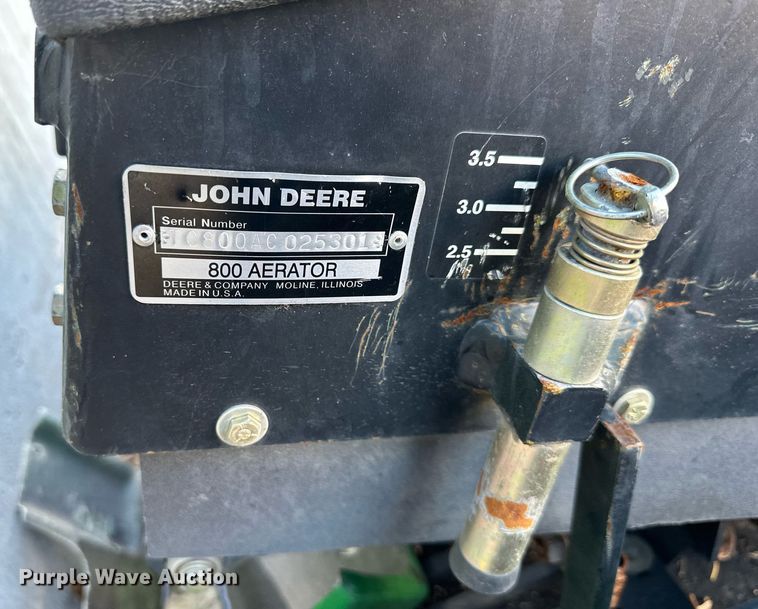 JOHN DEERE
Serial Number
TC800AC025301
800 AERATOR
DEERE & COMPANY MOLINE, ILLINOIS
MADE IN U.S.A.
3.5
3.0
2.5
Purple Wave Auction